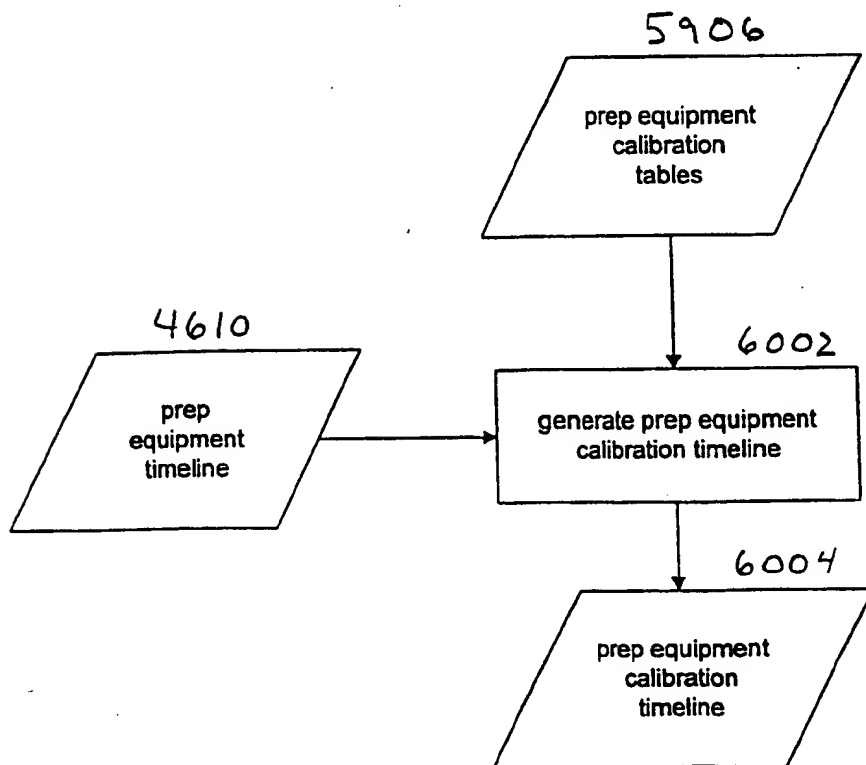 5906
prep equipment
calibration
tables
4610
prep
equipment
timeline
6002
generate prep equipment
calibration timeline
6004
prep equipment
calibration
timeline